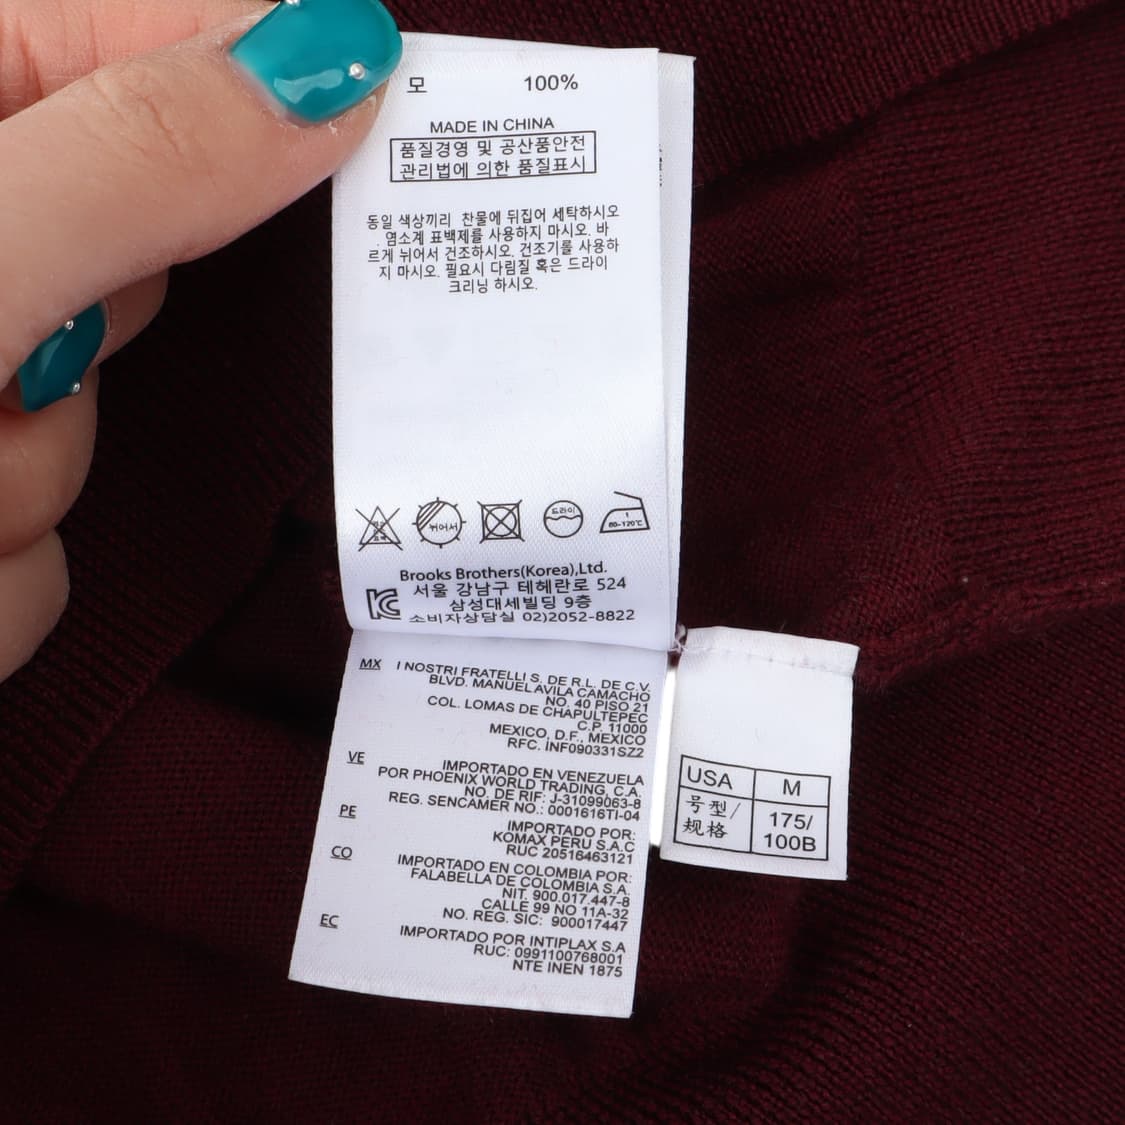 모 100%
MADE IN CHINA
품질경영 및 공산품안전
관리법에 의한 품질표시
동일 색상끼리 찬물에 뒤집어 세탁하시오
. 염소계 표백제를 사용하지 마시오. 바
르게 뉘어서 건조하시오. 건조기를 사용하
지 마시오. 필요시 다림질 혹은 드라이
크리닝 하시오.
뉘어서
드라이
1
80-120℃
Brooks Brothers(Korea),Ltd.
서울 강남구 테헤란로 524
삼성대세빌딩 9층
소비자상담실 02)2052-8822
MX I NOSTRI FRATELLI S. DE R.L. DE C.V.
BLVD. MANUEL AVILA CAMACHO
NO. 40 PISO 21
COL. LOMAS DE CHAPULTEPEC
C.P. 11000
MEXICO, D.F., MEXICO
RFC. INF090331SZ2
VE IMPORTADO EN VENEZUELA
POR PHOENIX WORLD TRADING, C.A.
NO. DE RIF: J-31099063-8
REG. SENCAMER NO.: 0001616TI-04
PE IMPORTADO POR:
KOMAX PERU S.A.C
RUC 20516463121
CO IMPORTADO EN COLOMBIA POR:
FALABELLA DE COLOMBIA S.A.
NIT. 900.017.447-8
CALLE 99 NO 11A-32
NO. REG. SIC: 900017447
EC IMPORTADO POR INTIPLAX S.A
RUC: 0991100768001
NTE INEN 1875
USA M
号型/ 175/
规格 100B